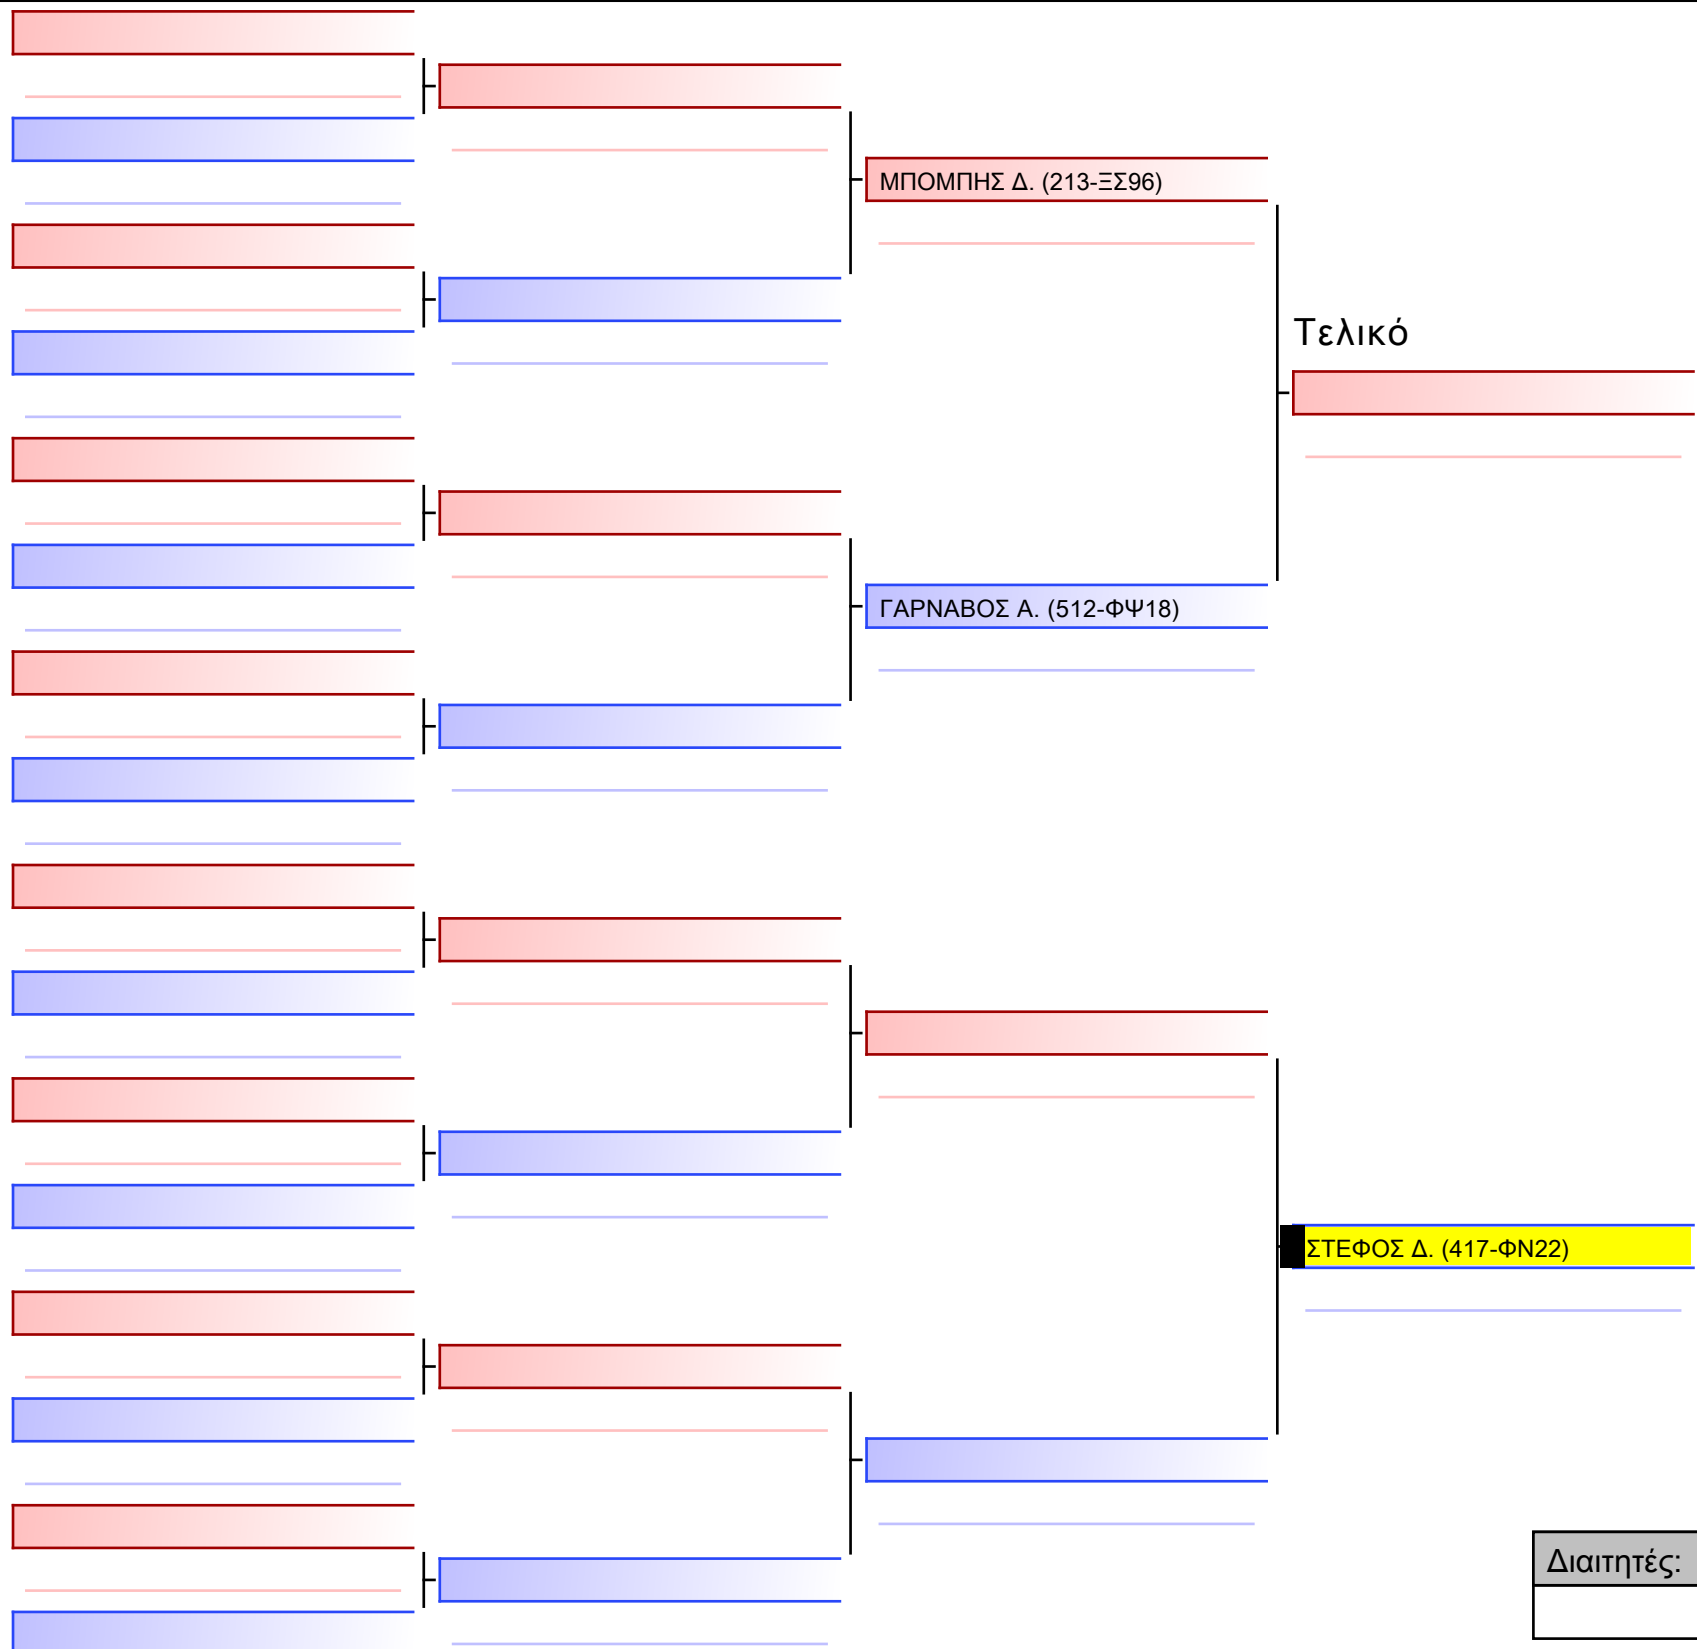 ΜΠΟΜΠΗΣ Δ. (213-ΞΣ96)
Τελικό
ΓΑΡΝΑΒΟΣ Α. (512-ΦΨ18)
ΣΤΕΦΟΣ Δ. (417-ΦΝ22)
Διαιτητές: